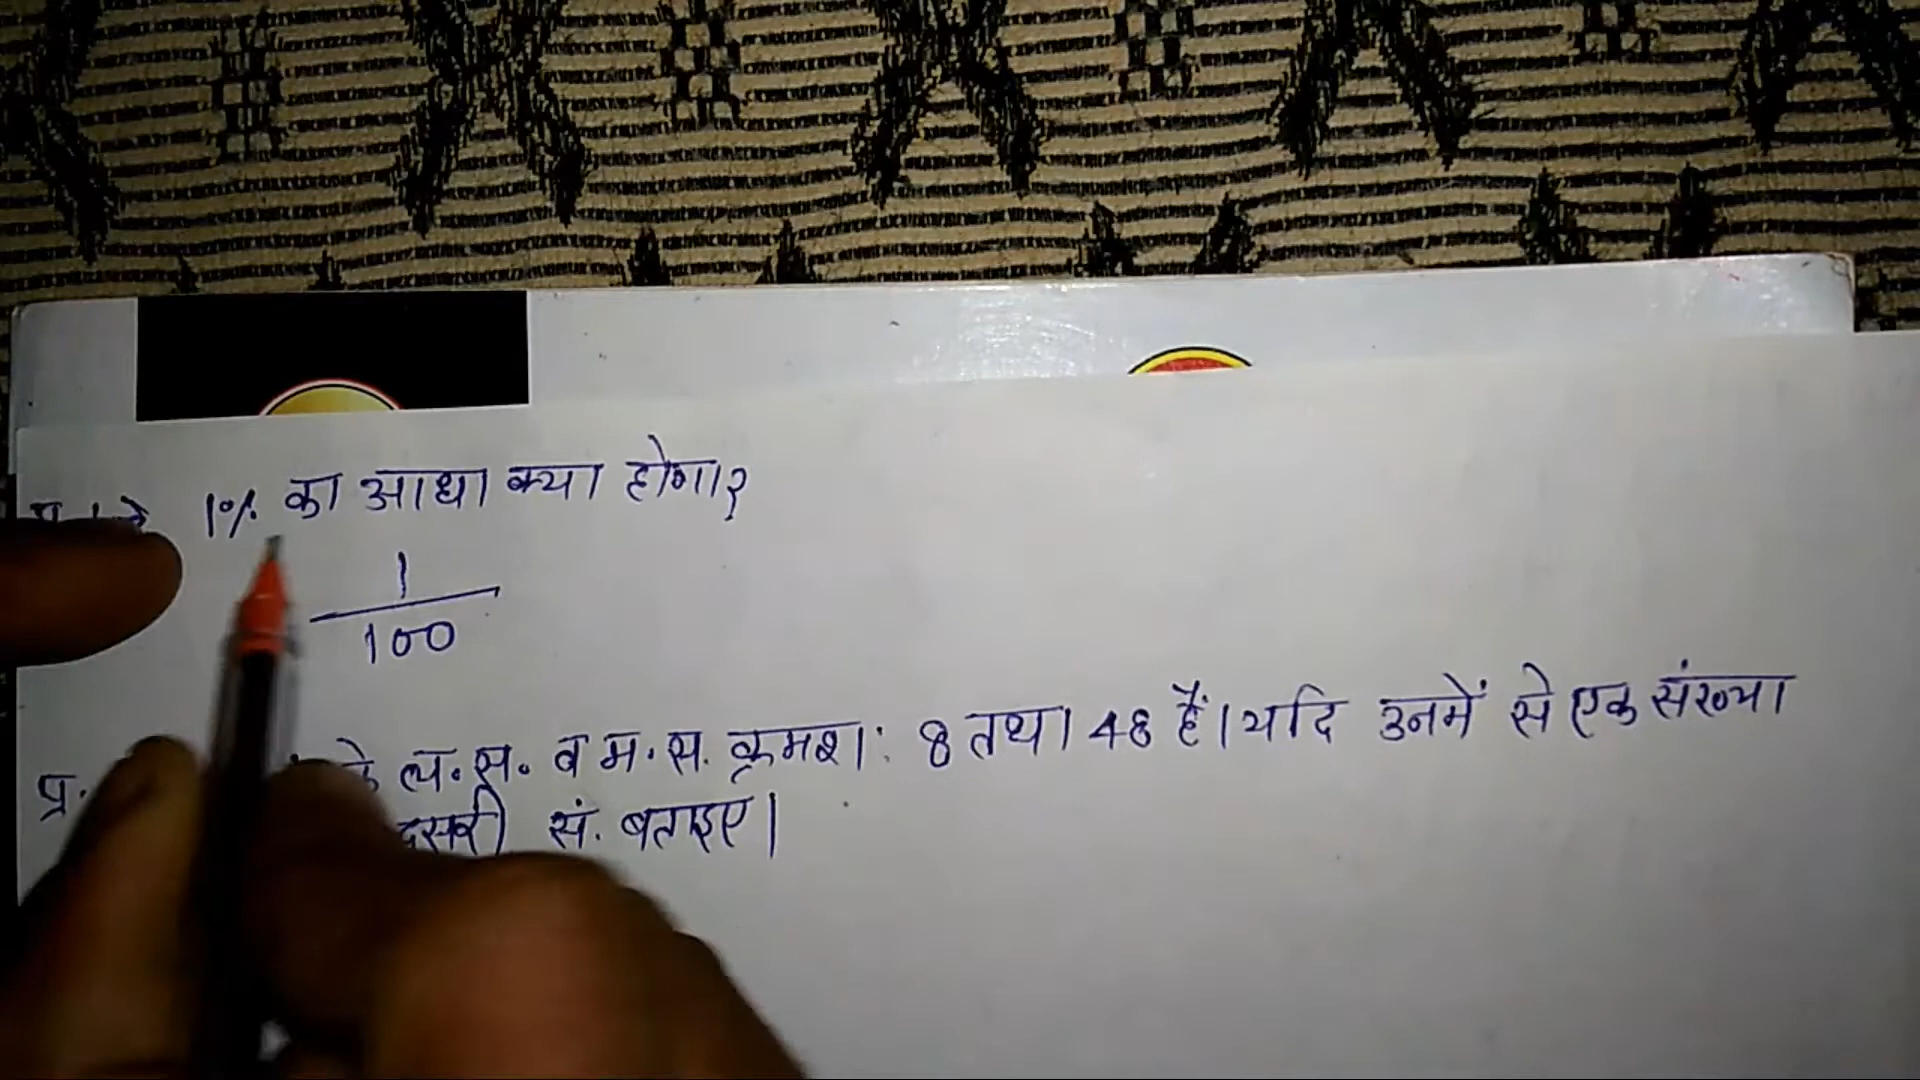 1% का आधा क्या होगा?
1
100
प्र. के ल.स. व म.स. क्रमश: 8 तथा 48 हैं। यदि उनमें से एक संख्या
दूसरी सं. बताइए।